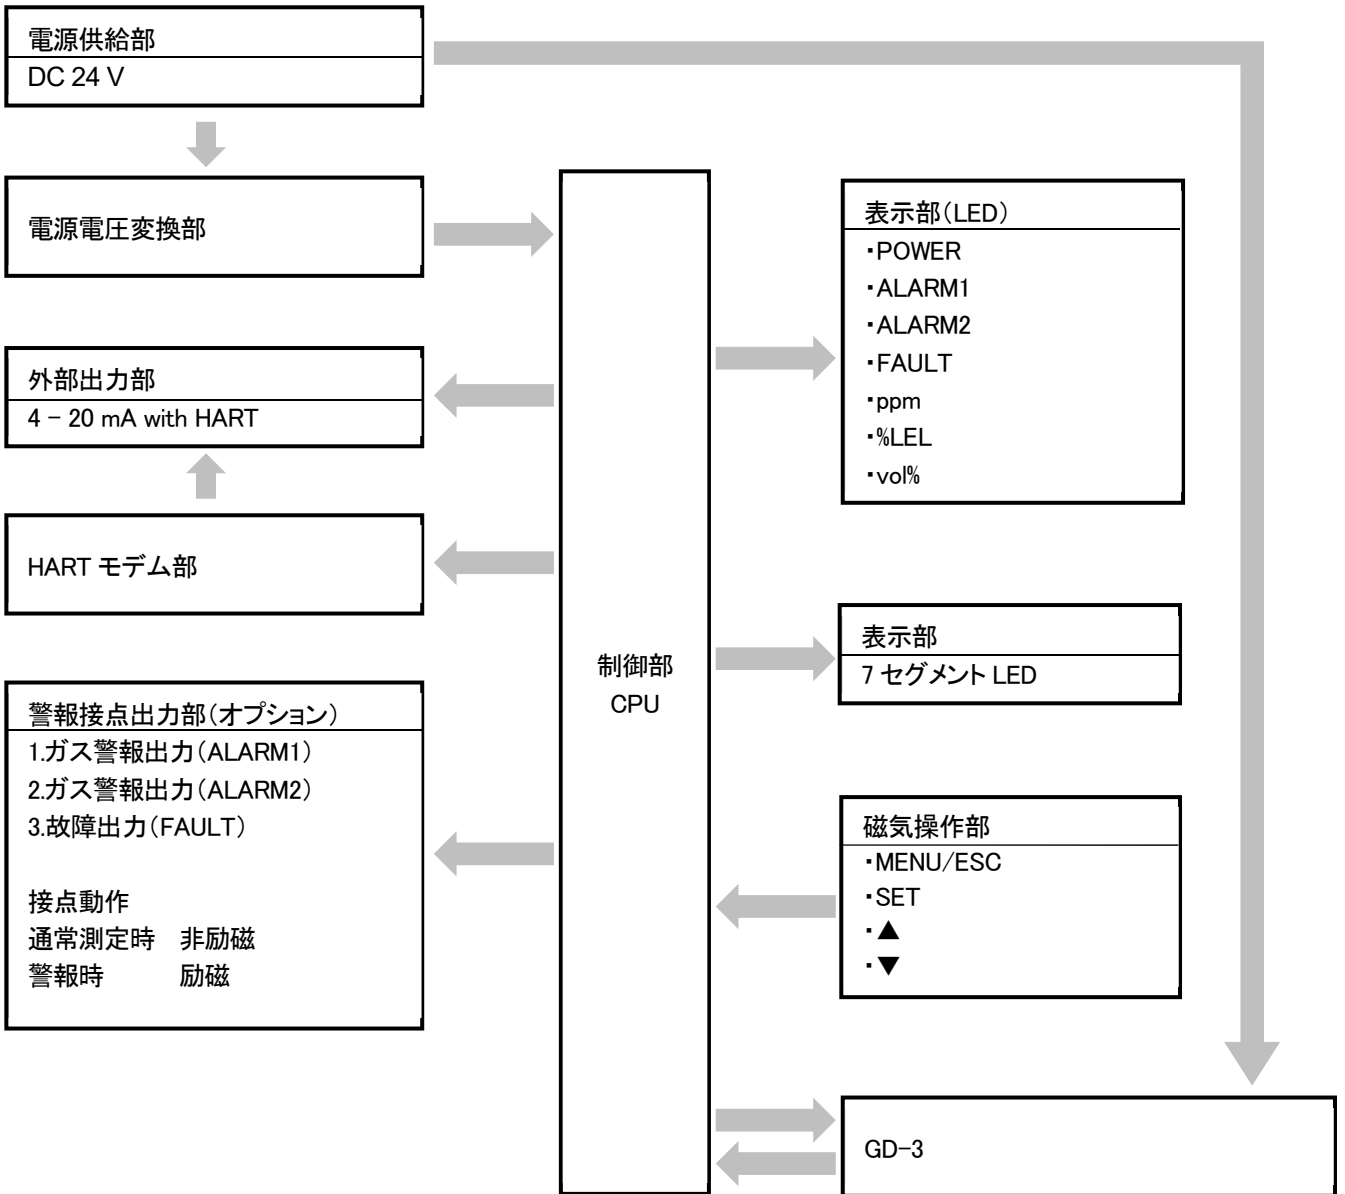 電源供給部
DC 24 V
電源電圧変換部
外部出力部
4 − 20 mA with HART
HART モデム部
警報接点出力部(オプション)
1.ガス警報出力(ALARM1)
2.ガス警報出力(ALARM2)
3.故障出力(FAULT)
接点動作
通常測定時　非励磁
警報時　　　励磁
制御部
CPU
表示部(LED)
・POWER
・ALARM1
・ALARM2
・FAULT
・ppm
・%LEL
・vol%
表示部
7 セグメント LED
磁気操作部
・MENU/ESC
・SET
・▲
・▼
GD−3